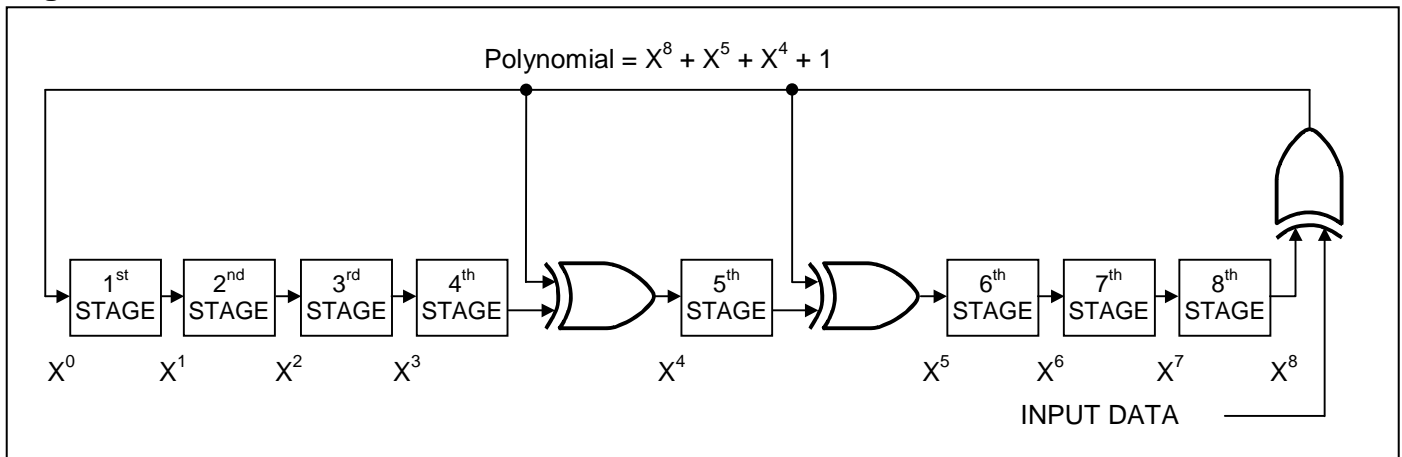 Polynomial = X⁸ + X⁵ + X⁴ + 1
1st STAGE
2nd STAGE
3rd STAGE
4th STAGE
5th STAGE
6th STAGE
7th STAGE
8th STAGE
X⁰ X¹ X² X³ X⁴ X⁵ X⁶ X⁷ X⁸
INPUT DATA